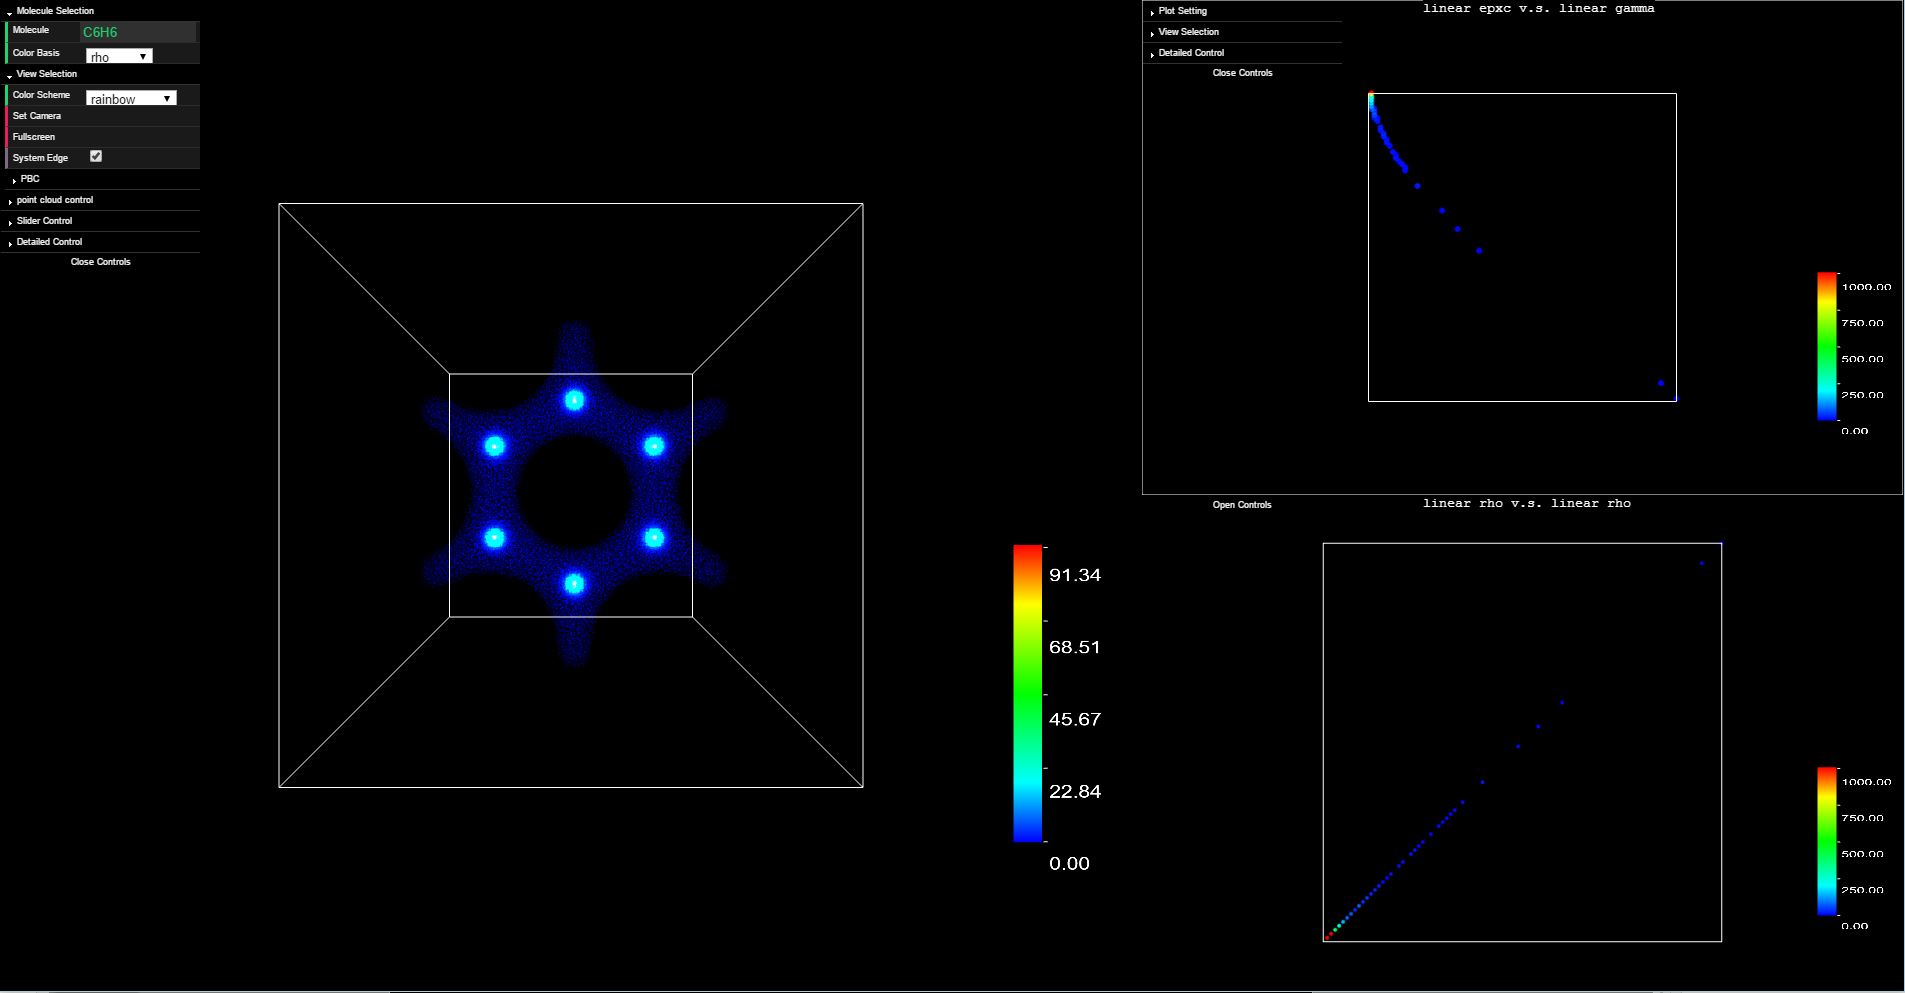 Molecule Selection
Molecule C6H6
Color Basis rho
View Selection
Color Scheme rainbow
Set Camera
Fullscreen
System Edge
PBC
point cloud control
Slider Control
Detailed Control
Close Controls
91.34
68.51
45.67
22.84
0.00
linear epxc v.s. linear gamma
Plot Setting
View Selection
Detailed Control
Close Controls
1000.00
750.00
500.00
250.00
0.00
Open Controls
linear rho v.s. linear rho
1000.00
750.00
500.00
250.00
0.00